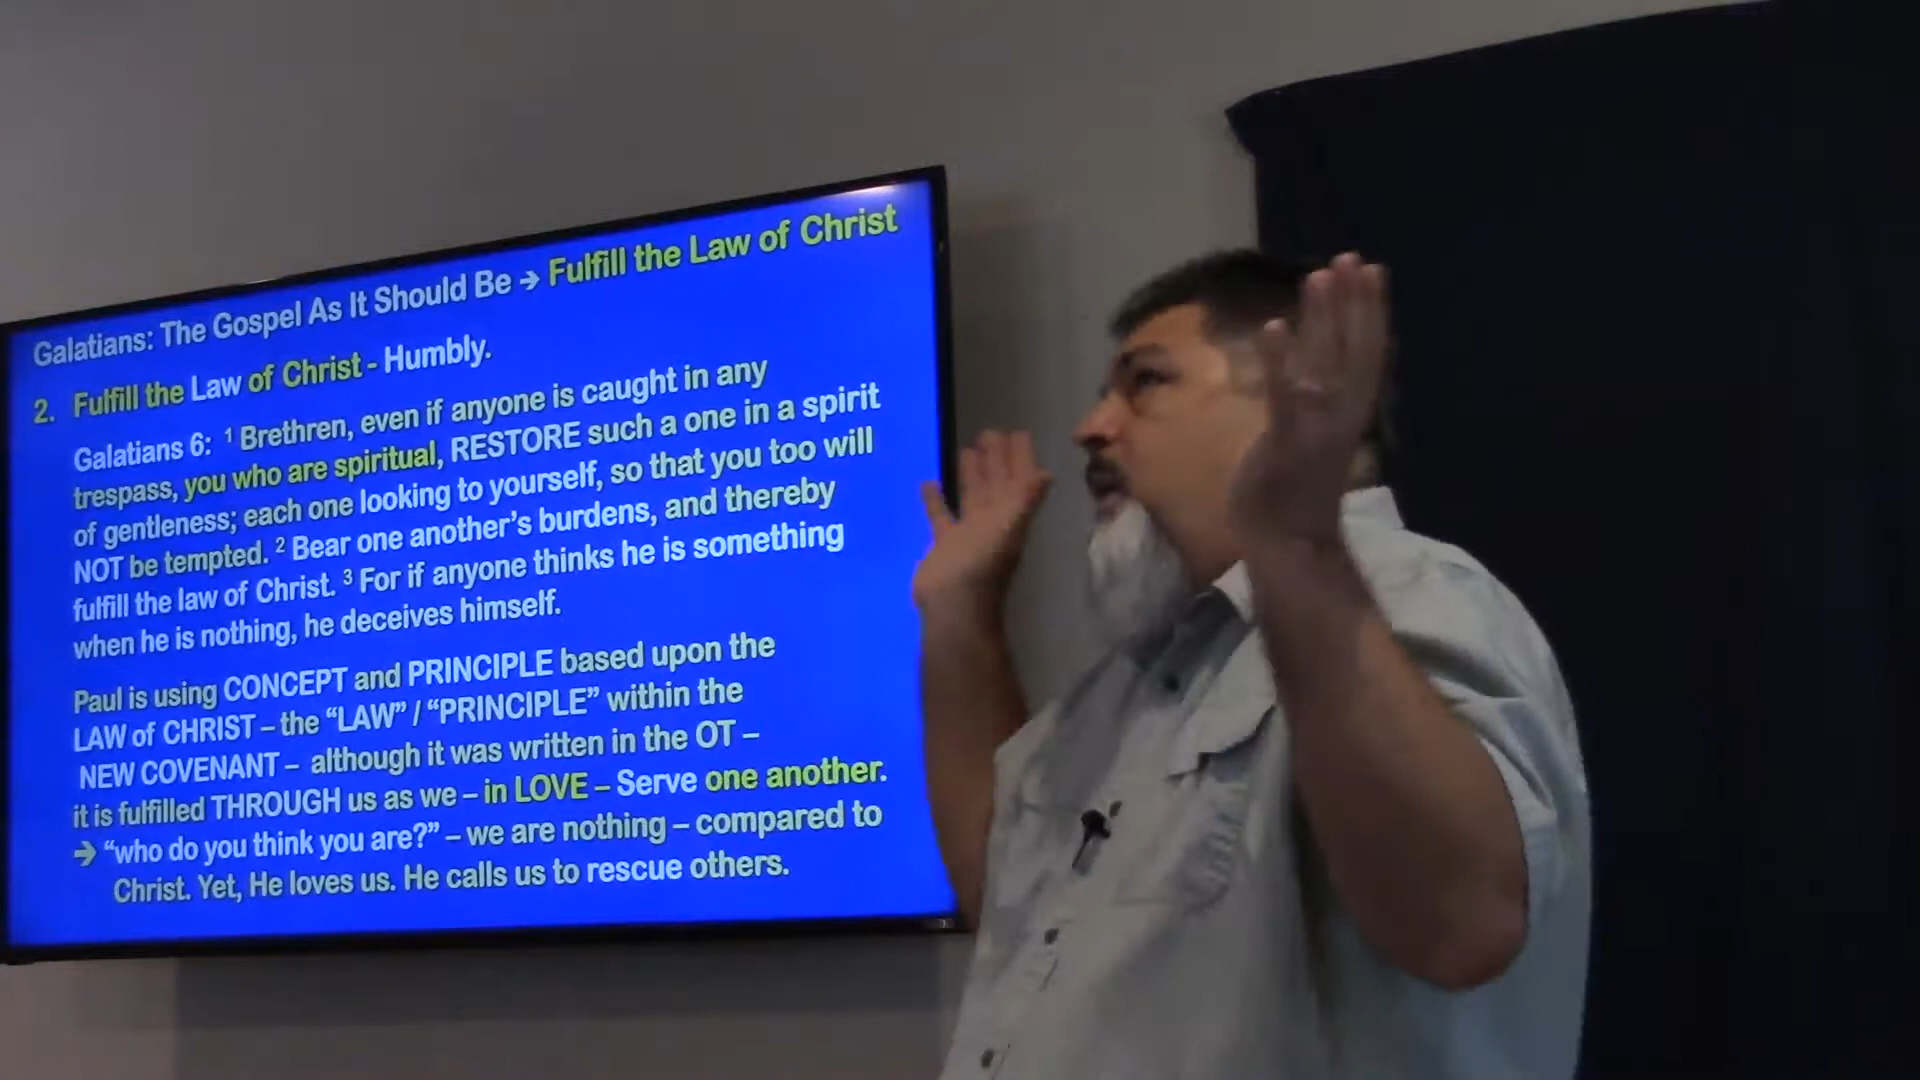 Galatians: The Gospel As It Should Be → Fulfill the Law of Christ
2. Fulfill the Law of Christ - Humbly.
Galatians 6: ¹ Brethren, even if anyone is caught in any
trespass, you who are spiritual, RESTORE such a one in a spirit
of gentleness; each one looking to yourself, so that you too will
NOT be tempted. ² Bear one another’s burdens, and thereby
fulfill the law of Christ. ³ For if anyone thinks he is something
when he is nothing, he deceives himself.
Paul is using CONCEPT and PRINCIPLE based upon the
LAW of CHRIST – the “LAW” / “PRINCIPLE” within the
NEW COVENANT – although it was written in the OT –
it is fulfilled THROUGH us as we – in LOVE – Serve one another.
→ “who do you think you are?” – we are nothing – compared to
Christ. Yet, He loves us. He calls us to rescue others.